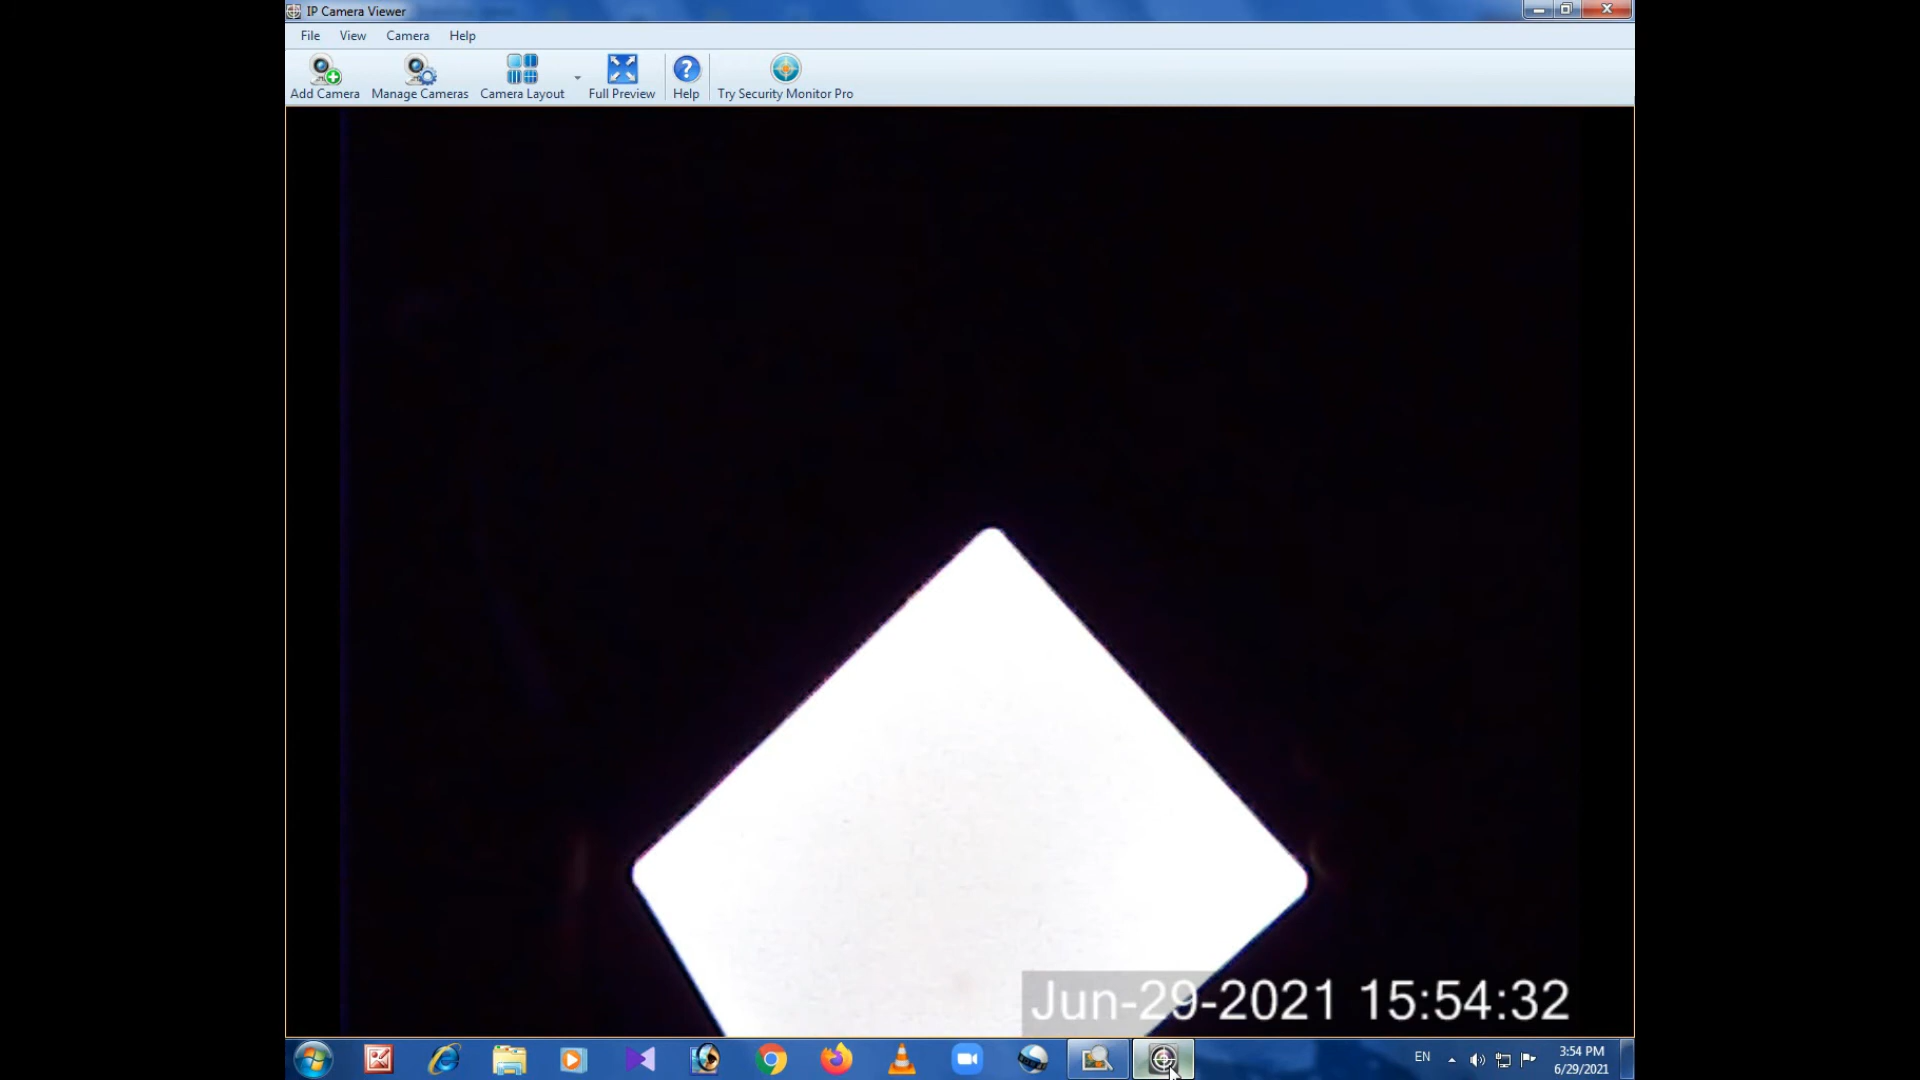 IP Camera Viewer
File View Camera Help
Add Camera Manage Cameras Camera Layout Full Preview Help Try Security Monitor Pro
Jun-29-2021 15:54:32
EN 3:54 PM
6/29/2021